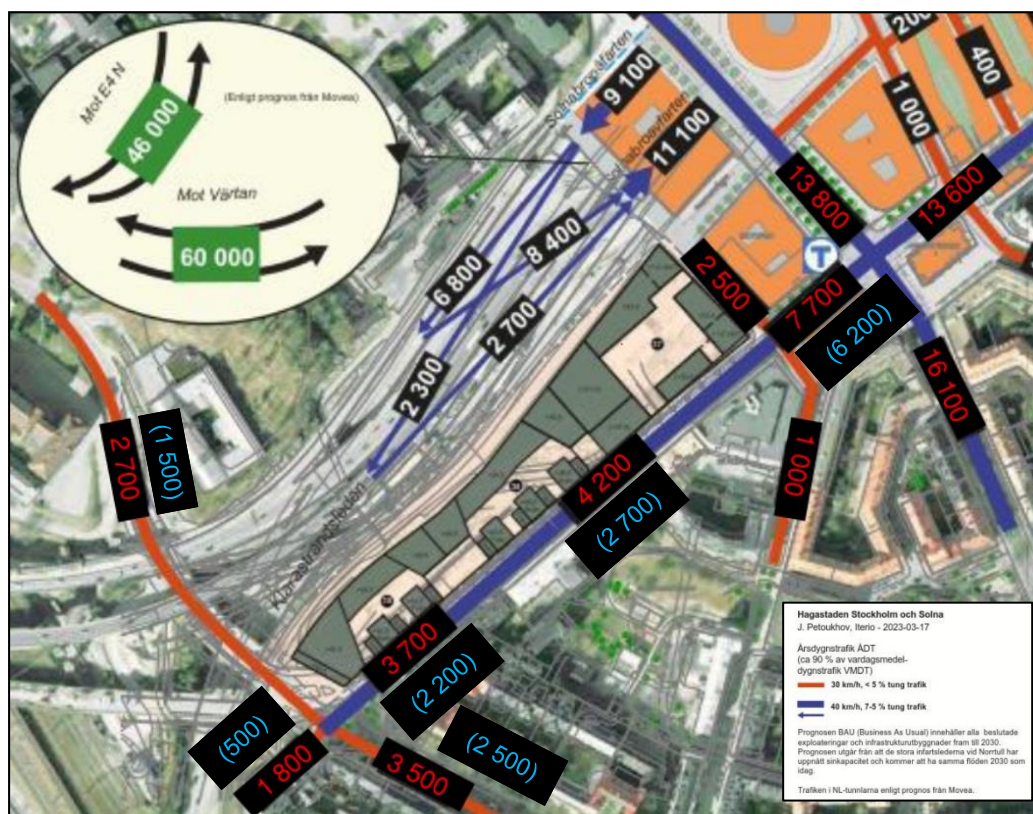 Mot E4 N
46 000
(Enligt prognos från Movea)
Mot Värtan
60 000
Solnabropåfarten
9 100
11 100
200
400
1 000
13 800
13 600
T
6 800
8 400
2 700
2 300
2 500
7 700
(6 200)
16 100
2 700
(1 500)
1 000
4 200
(2 700)
Klarastrandsleden
3 700
(2 200)
(500)
1 800
(2 500)
3 500
Hagastaden Stockholm och Solna
J. Petoukhov, Iterio - 2023-03-17
Årsdygnstrafik ÅDT
(ca 90 % av vardagsmedel-
dygnstrafik VMDT)
30 km/h, < 5 % tung trafik
40 km/h, 7-5 % tung trafik
Prognosen BAU (Business As Usual) innehåller alla beslutade
exploateringar och infrastrukturutbyggnader fram till 2030.
Prognosen utgår från att de stora infartslederna vid Norrtull har
uppnått sinkapacitet och kommer att ha samma flöden 2030 som
idag.
Trafiken i NL-tunnlarna enligt prognos från Movea.